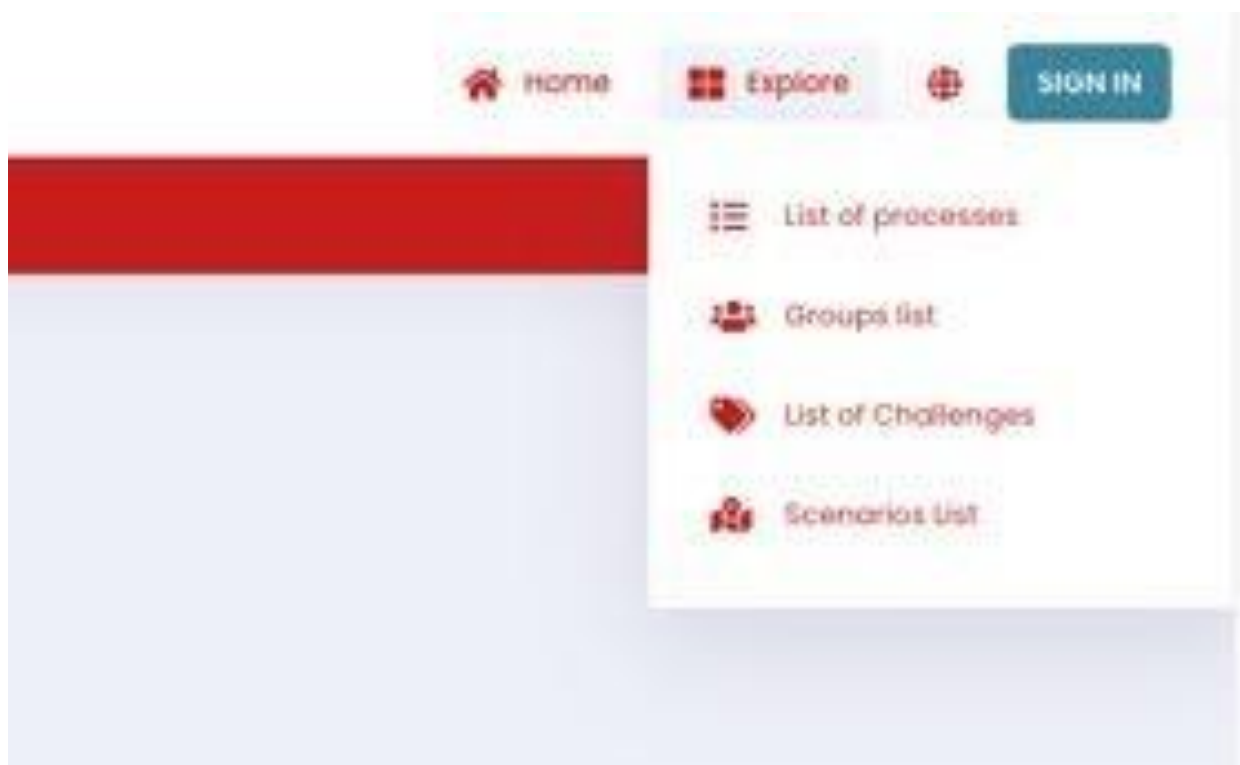 Home Explore SIGN IN
List of processes
Groups list
List of Challenges
Scenarios List